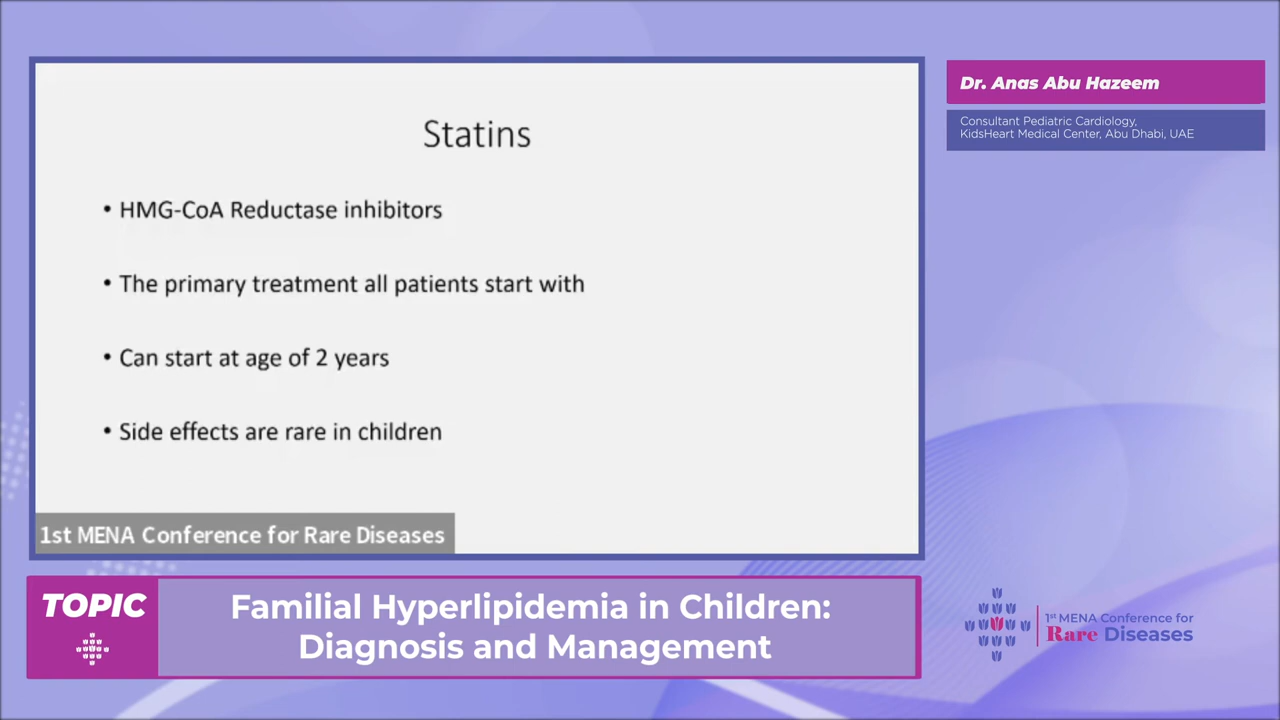 Statins
• HMG-CoA Reductase inhibitors
• The primary treatment all patients start with
• Can start at age of 2 years
• Side effects are rare in children
1st MENA Conference for Rare Diseases
Dr. Anas Abu Hazeem
Consultant Pediatric Cardiology,
KidsHeart Medical Center, Abu Dhabi, UAE
TOPIC
Familial Hyperlipidemia in Children:
Diagnosis and Management
1st MENA Conference for
Rare Diseases